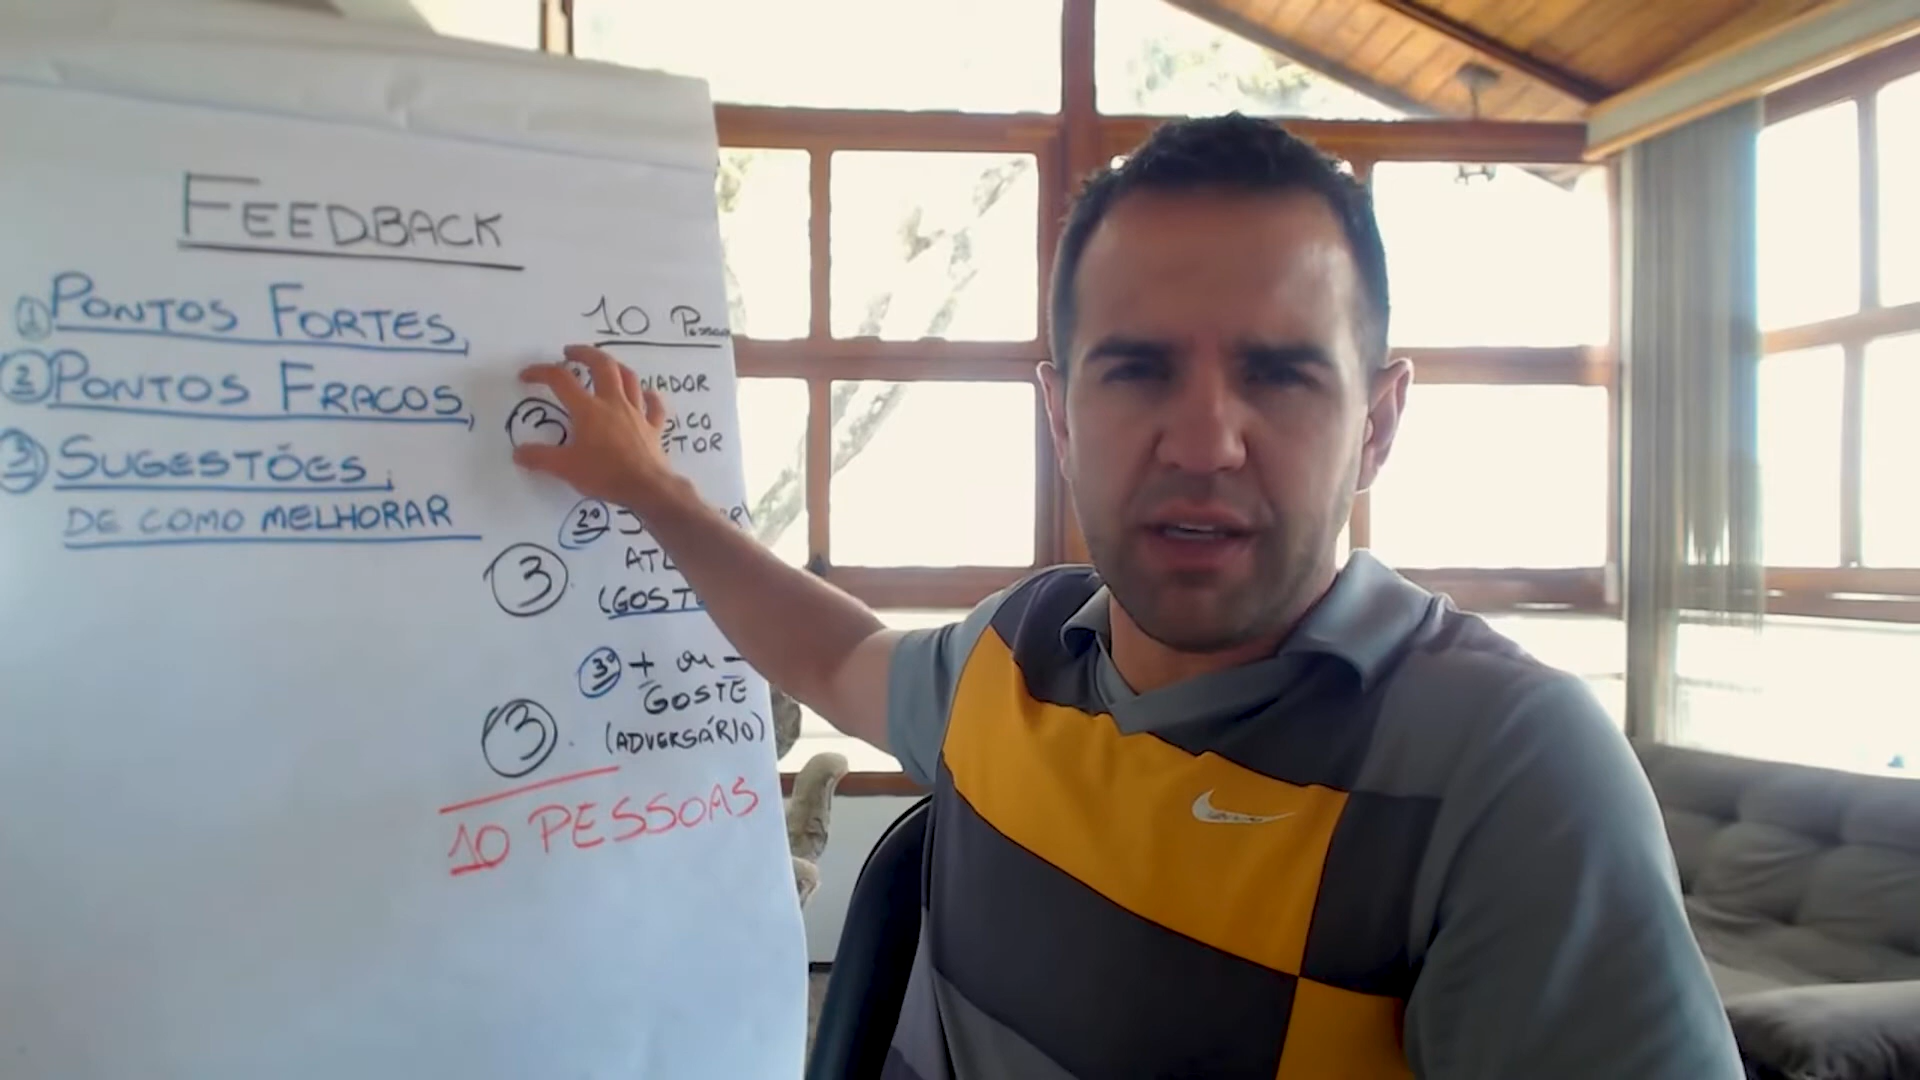 FEEDBACK
① PONTOS FORTES,
② PONTOS FRACOS,
③ SUGESTÕES,
DE COMO MELHORAR
10
③
②º
③
ATL
(GOST
③º + ou -
GOSTE
③
(ADVERSÁRIO)
10 PESSOAS